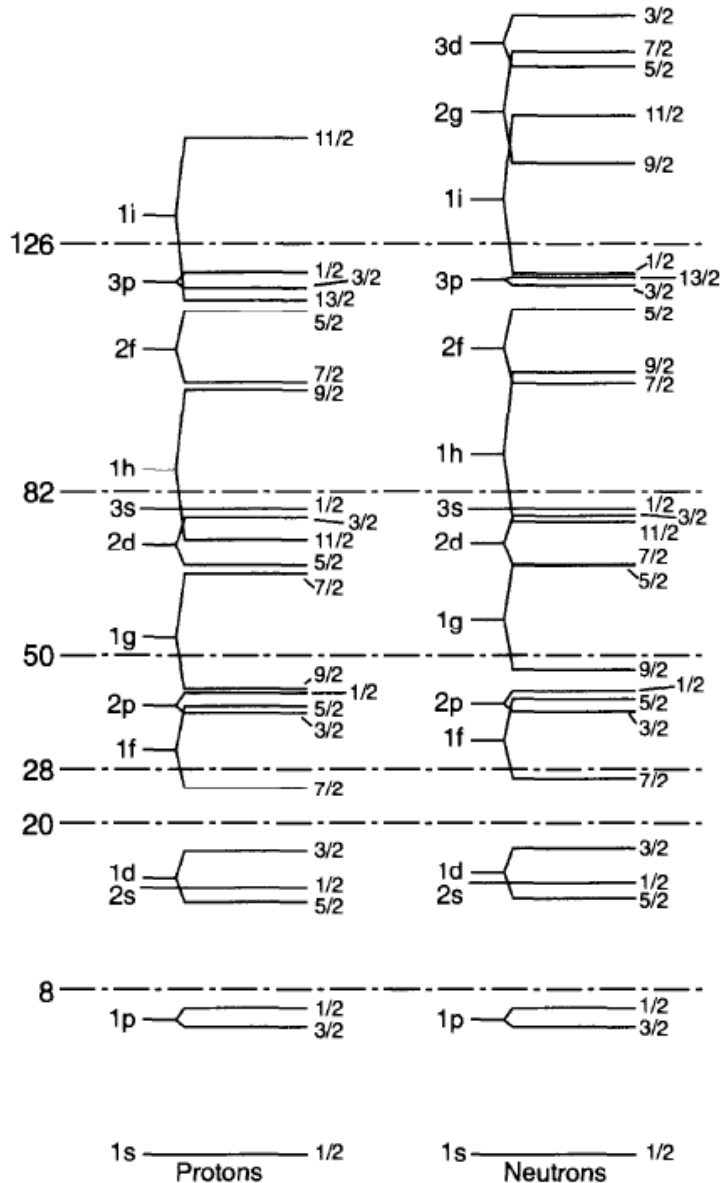 3/2
3d
7/2
5/2
2g
11/2
11/2
9/2
1i
1i
126
1/2
1/2
3p
3/2
3p
13/2
13/2
3/2
5/2
5/2
2f
2f
9/2
7/2
7/2
9/2
1h
1h
82
3s
1/2
3s
1/2
3/2
3/2
2d
11/2
2d
11/2
5/2
7/2
7/2
5/2
1g
1g
50
9/2
9/2
1/2
1/2
2p
5/2
2p
5/2
3/2
3/2
1f
1f
28
7/2
7/2
20
3/2
3/2
1d
1d
2s
1/2
2s
1/2
5/2
5/2
8
1/2
1/2
1p
3/2
1p
3/2
1s
1/2
1s
1/2
Protons
Neutrons